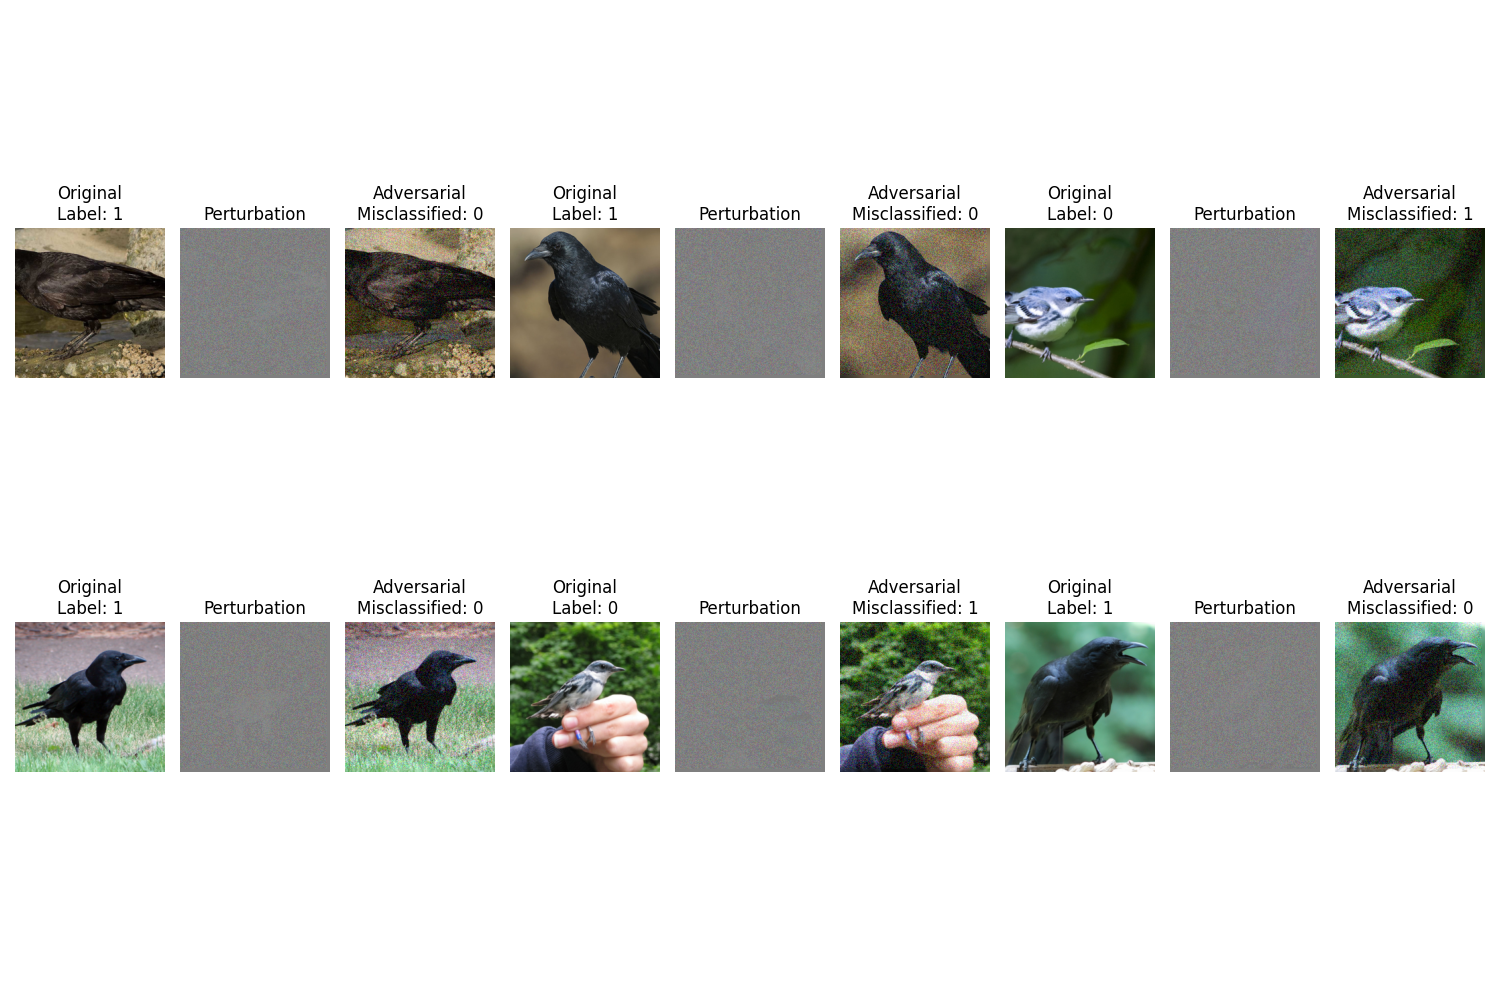 Original
Label: 1
Perturbation
Adversarial
Misclassified: 0
Original
Label: 1
Perturbation
Adversarial
Misclassified: 0
Original
Label: 0
Perturbation
Adversarial
Misclassified: 1
Original
Label: 1
Perturbation
Adversarial
Misclassified: 0
Original
Label: 0
Perturbation
Adversarial
Misclassified: 1
Original
Label: 1
Perturbation
Adversarial
Misclassified: 0